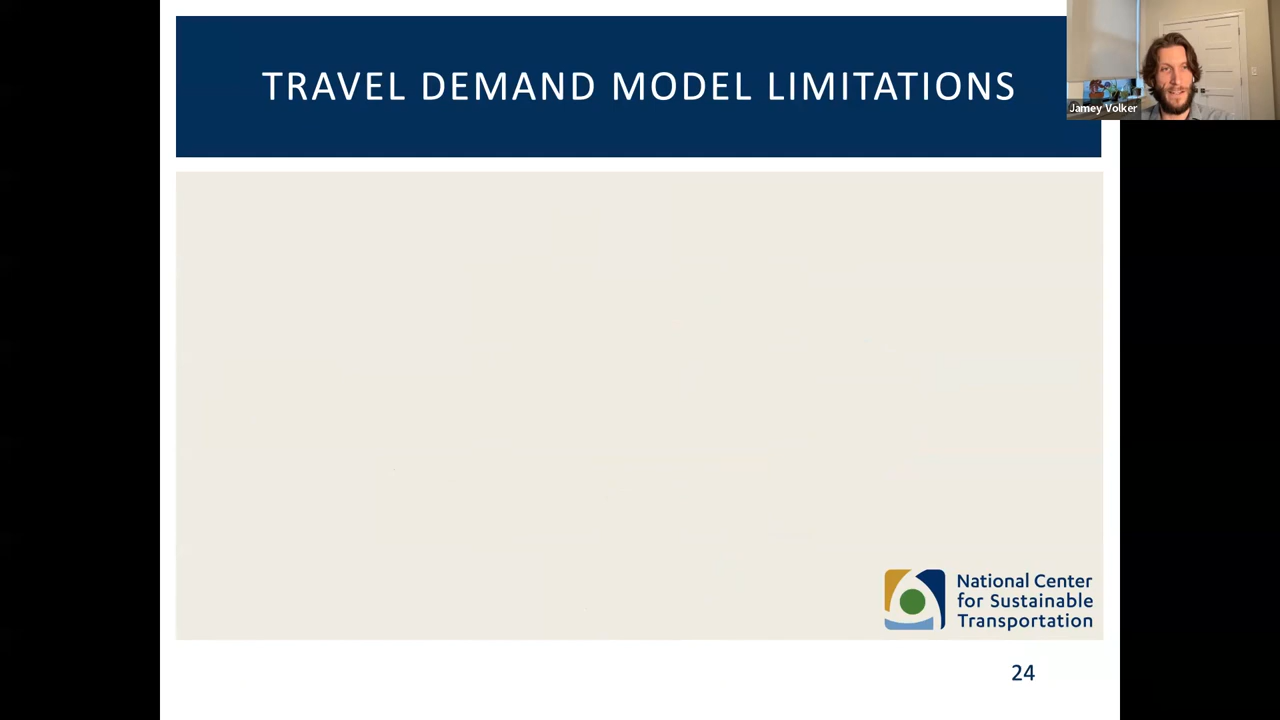 TRAVEL DEMAND MODEL LIMITATIONS
Jamey Volker
National Center
for Sustainable
Transportation
24